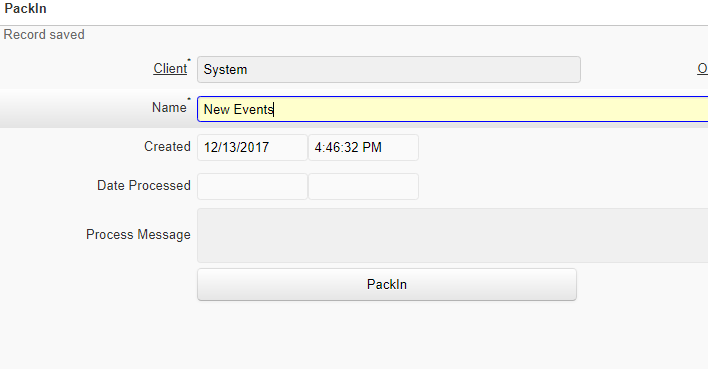 PackIn
Record saved
Client* System O
Name* New Events
Created 12/13/2017 4:46:32 PM
Date Processed
Process Message
PackIn